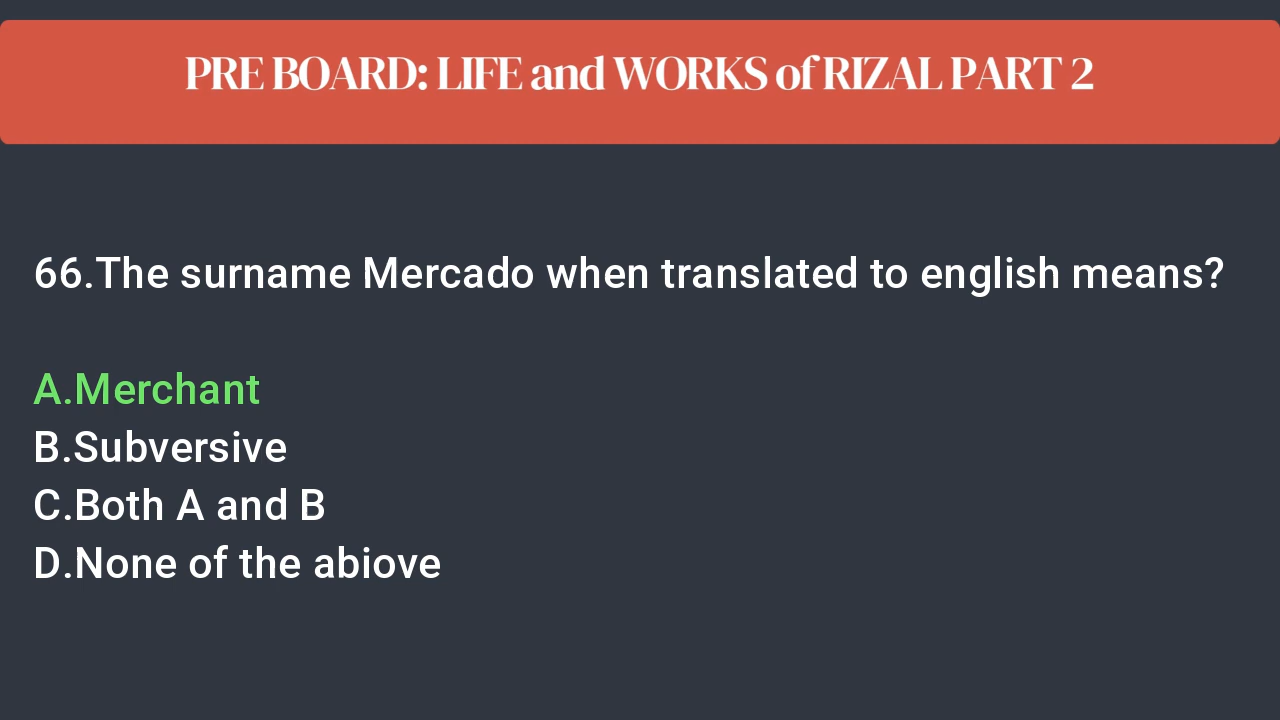 PRE BOARD: LIFE and WORKS of RIZAL PART 2
66.The surname Mercado when translated to english means?
A.Merchant
B.Subversive
C.Both A and B
D.None of the abiove